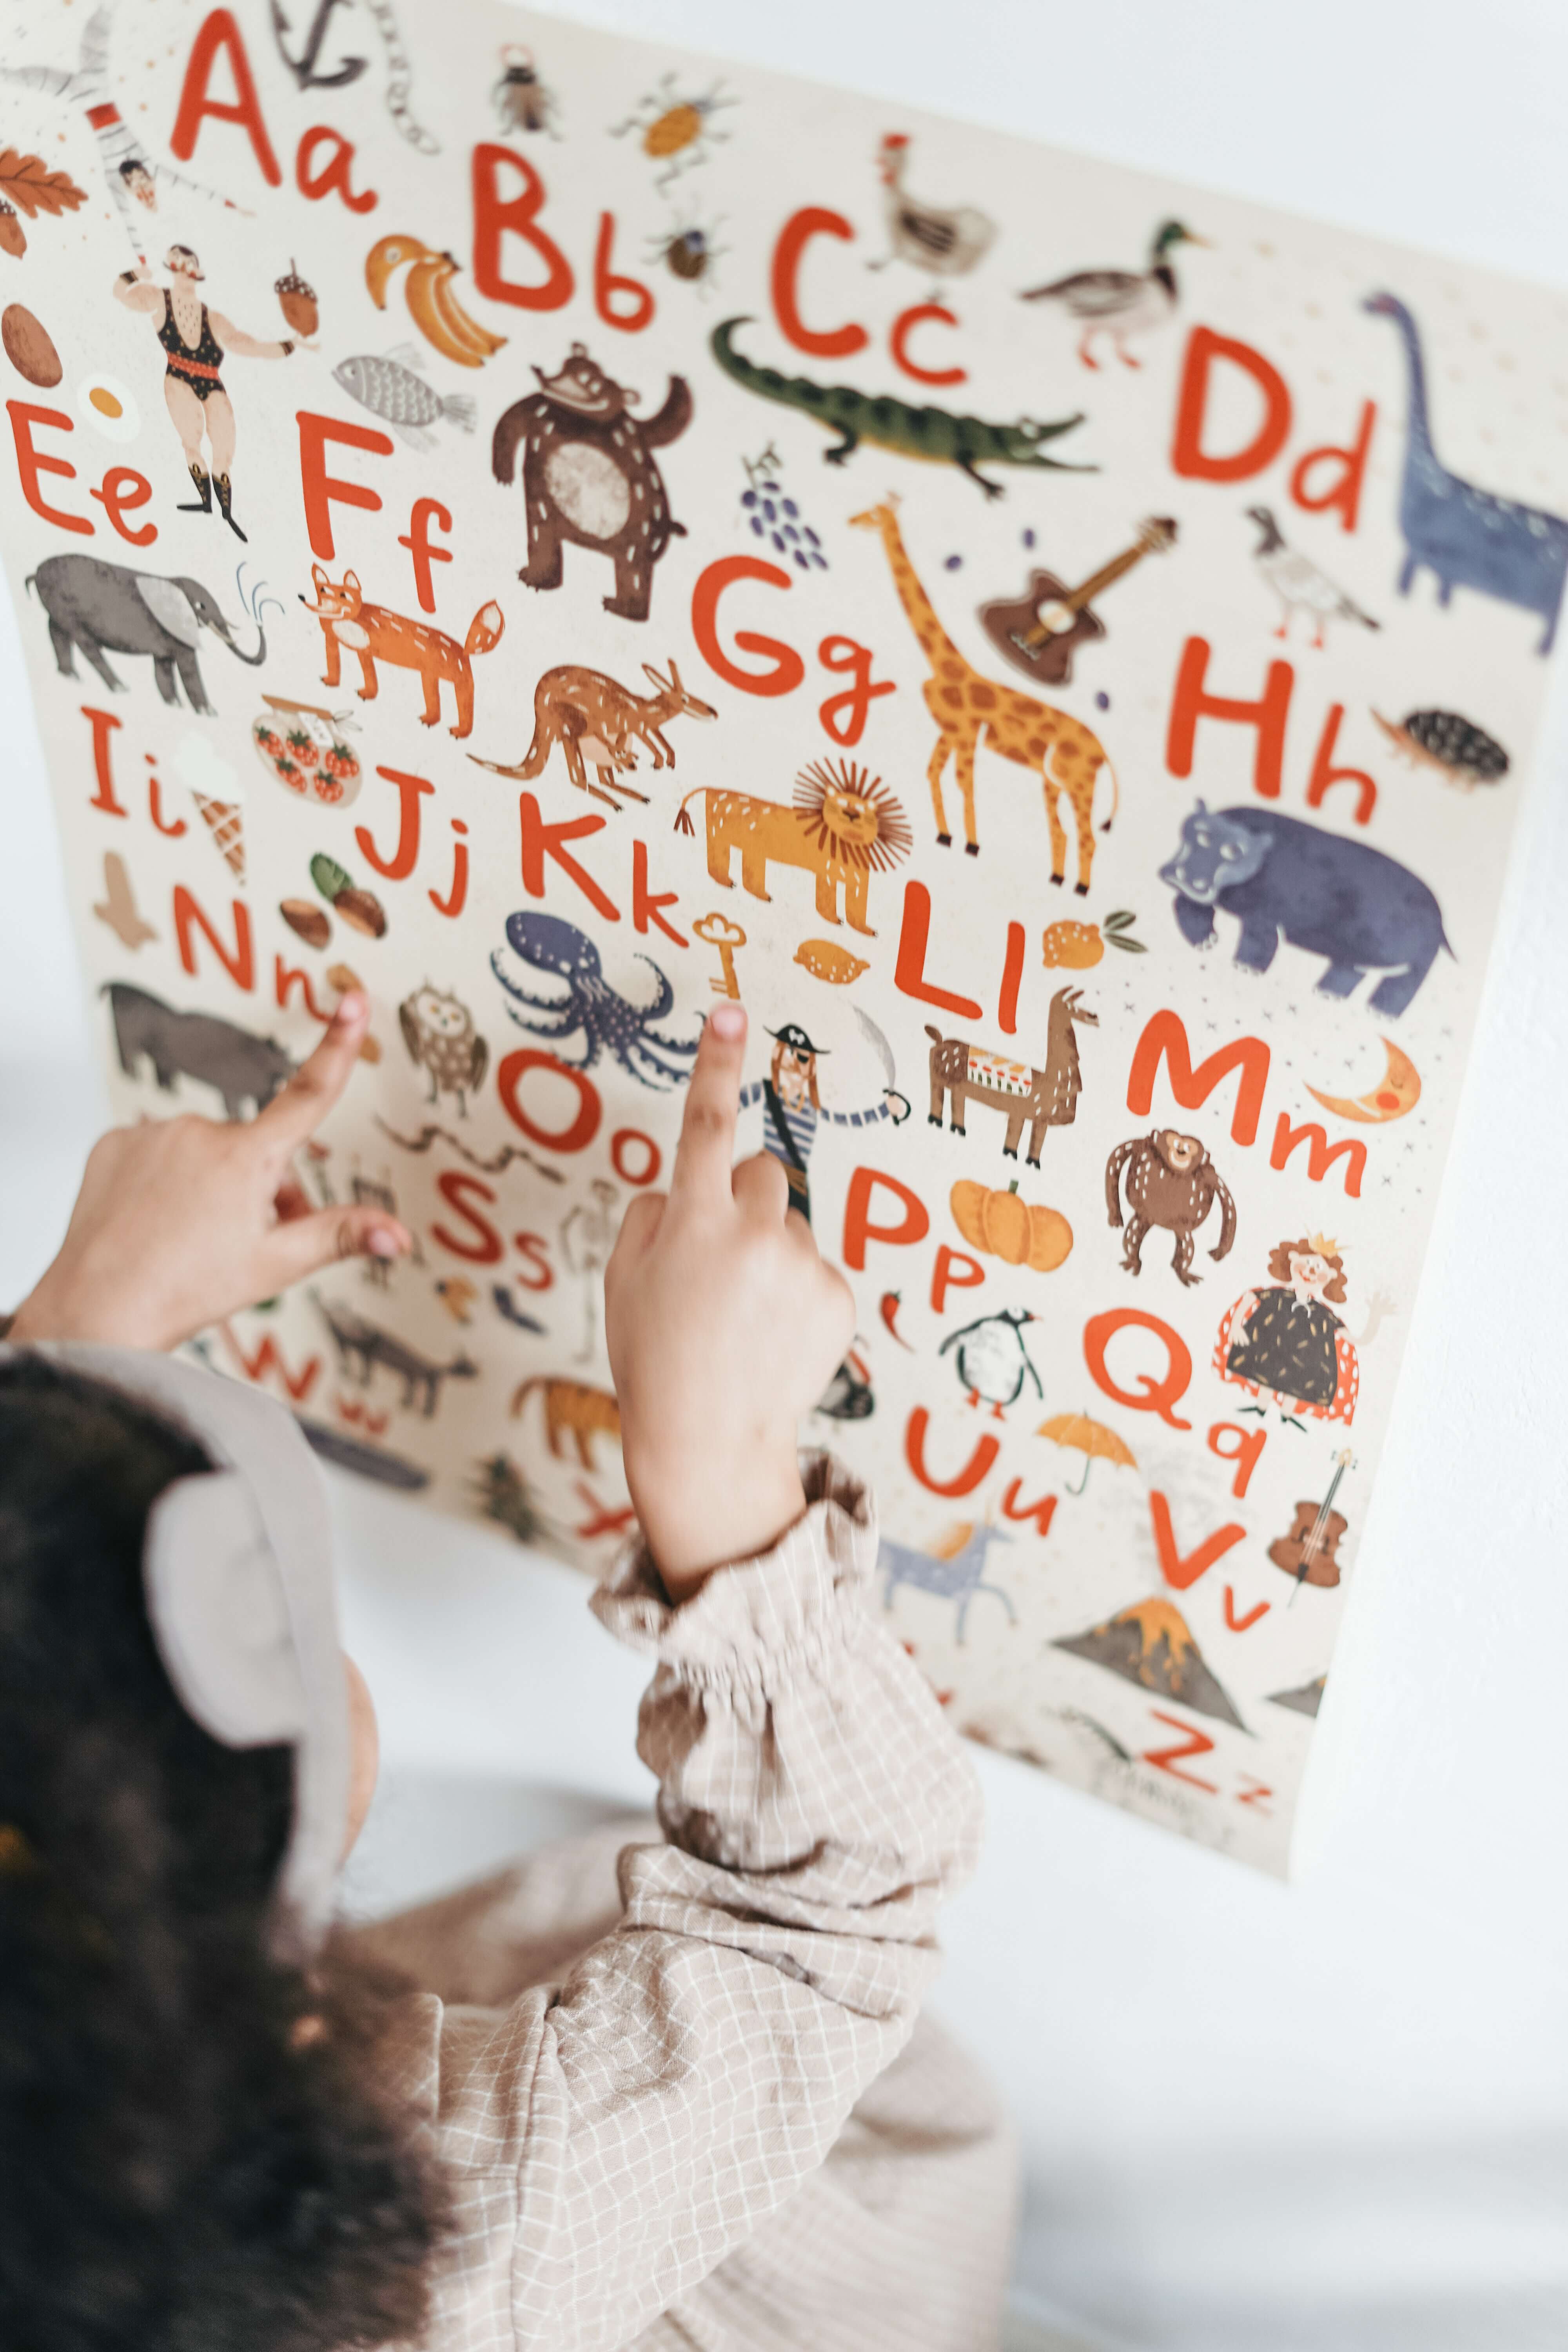 Aa
Bb
Cc
Dd
Ee
Ff
Gg
Hh
Ii
Jj
Kk
Ll
Mm
Nn
Oo
Pp
Qq
Ss
Uu
Vv
Ww
X
Zz